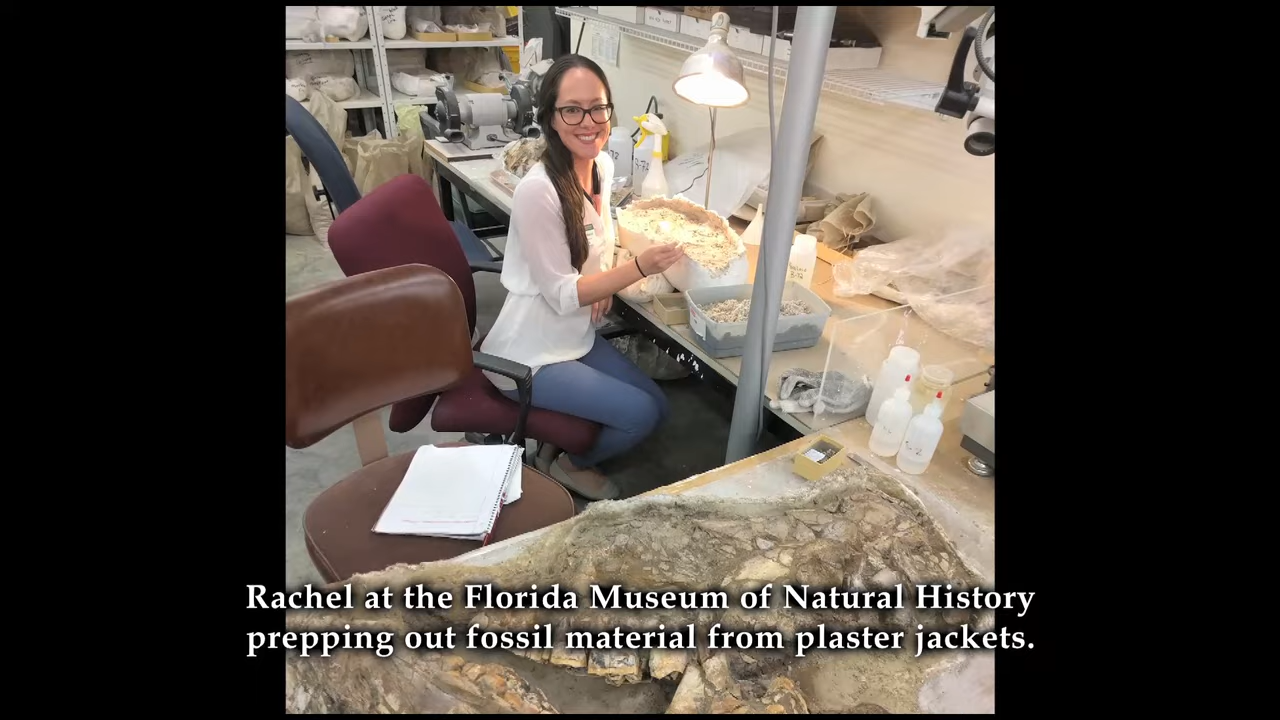 Rachel at the Florida Museum of Natural History
prepping out fossil material from plaster jackets.